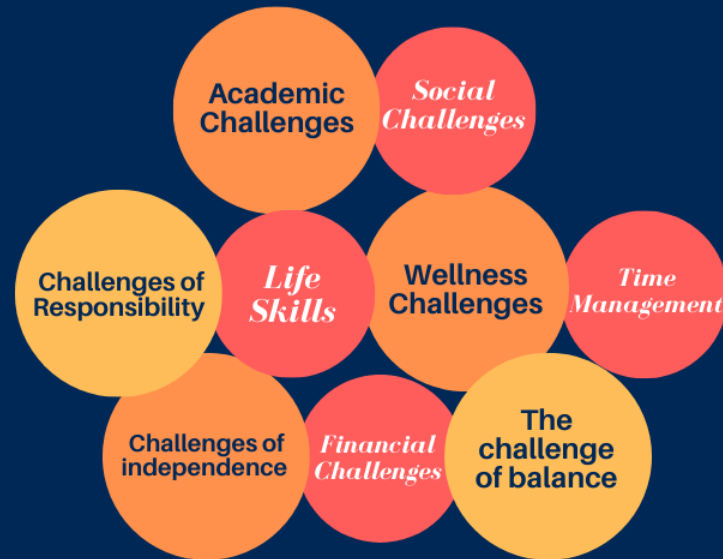 Academic
Challenges
Social
Challenges
Challenges of
Responsibility
Life
Skills
Wellness
Challenges
Time
Management
Challenges of
independence
Financial
Challenges
The
challenge
of balance